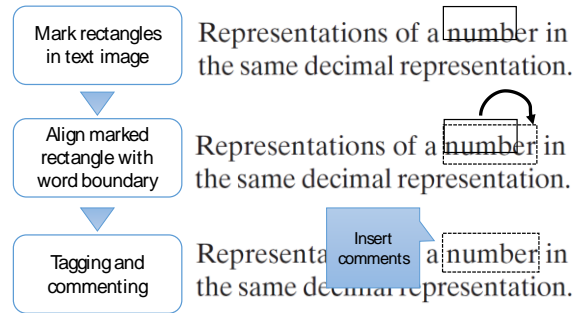 Mark rectangles
in text image
Representations of a number in
the same decimal representation.
Align marked
rectangle with
word boundary
Representations of a number in
the same decimal representation.
Tagging and
commenting
Insert
comments
Representa a number in
the same decimal representation.